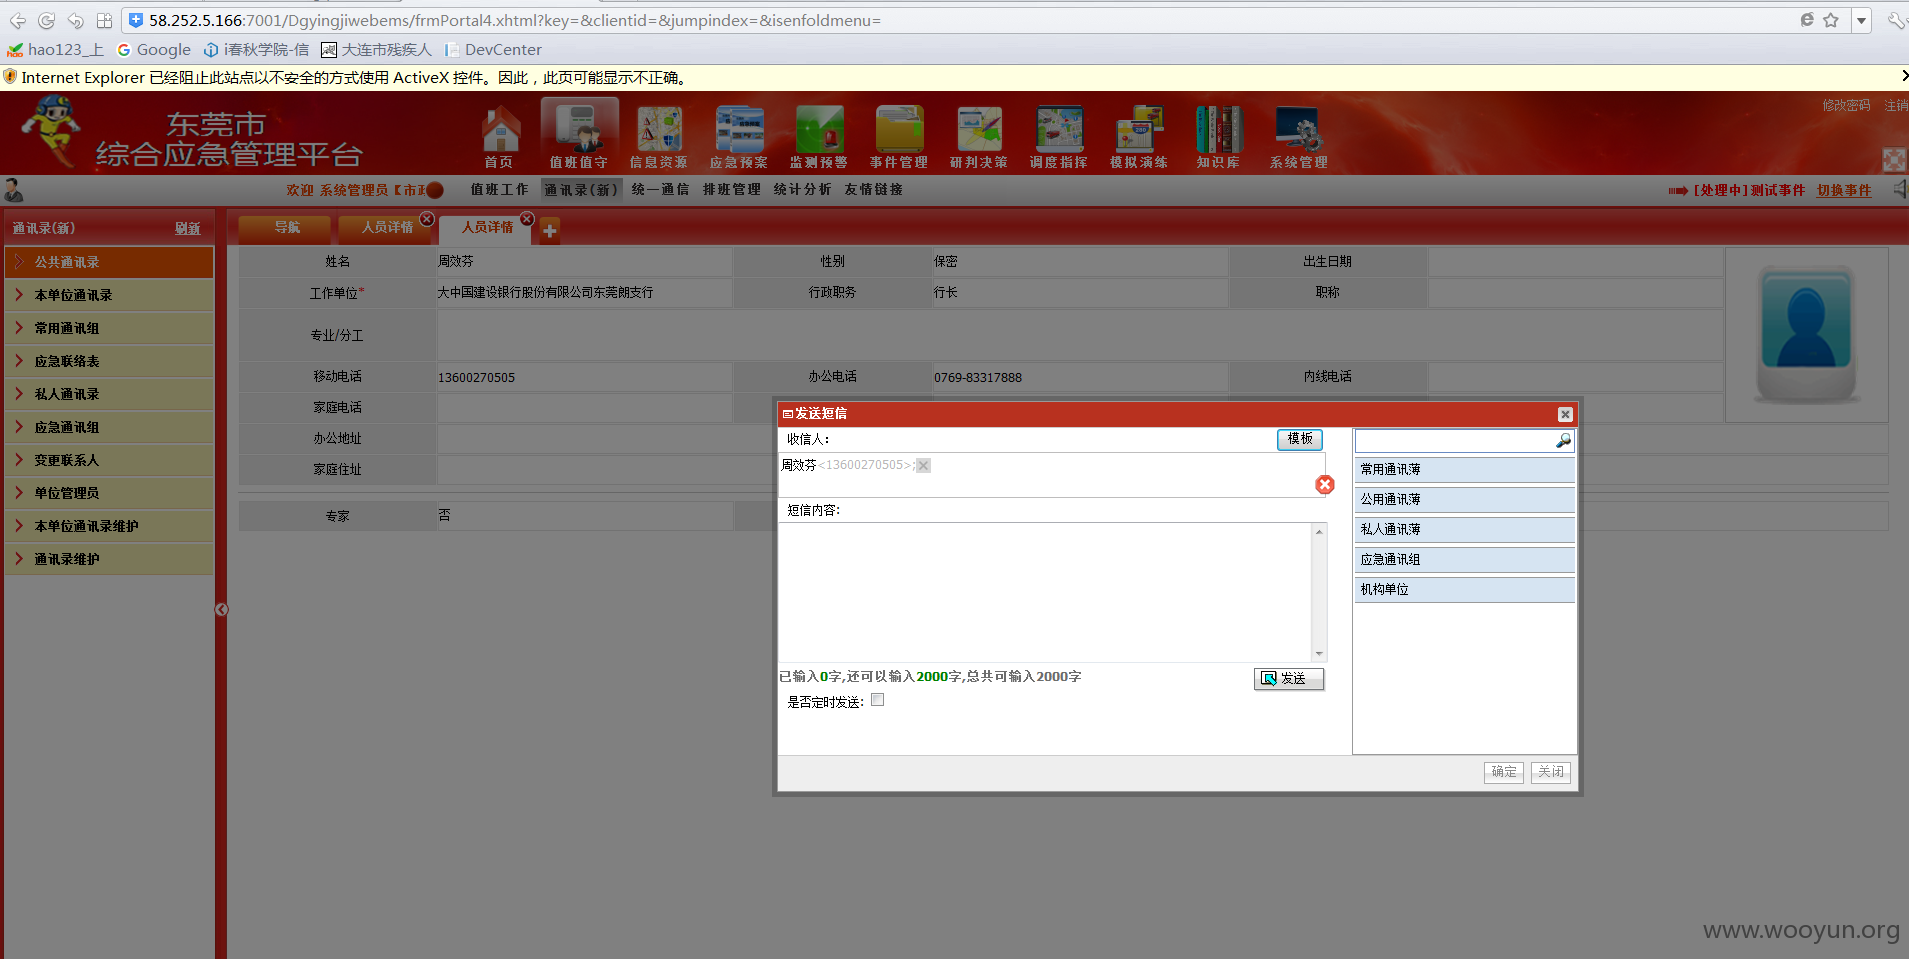 58.252.5.166:7001/Dgyingjiwebems/frmPortal4.xhtml?key=&clientid=&jumpindex=&isenfoldmenu=
hao123_上 Google i春秋学院-信 大连市残疾人 DevCenter
Internet Explorer 已经阻止此站点以不安全的方式使用 ActiveX 控件。因此，此页可能显示不正确。
修改密码 注销
东莞市
综合应急管理平台
首页 值班值守 信息资源 应急预案 监测预警 事件管理 研判决策 调度指挥 模拟演练 知识库 系统管理
欢迎 系统管理员【市政 值班工作 通讯录(新) 统一通信 排班管理 统计分析 友情链接 [处理中]测试事件 切换事件
通讯录(新) 刷新 导航 人员详情 人员详情
公共通讯录
本单位通讯录
常用通讯组
应急联络表
私人通讯录
应急通讯组
变更联系人
单位管理员
本单位通讯录维护
通讯录维护
姓名 周效芬 性别 保密 出生日期
工作单位* 大中国建设银行股份有限公司东莞朗支行 行政职务 行长 职称
专业/分工
移动电话 13600270505 办公电话 0769-83317888 内线电话
家庭电话
办公地址
家庭住址
专家 否
发送短信
收信人: 模板
周效芬<13600270505>;
短信内容:
已输入0字,还可以输入2000字,总共可输入2000字 发送
是否定时发送:
常用通讯薄
公用通讯薄
私人通讯薄
应急通讯组
机构单位
确定 关闭
www.wooyun.org